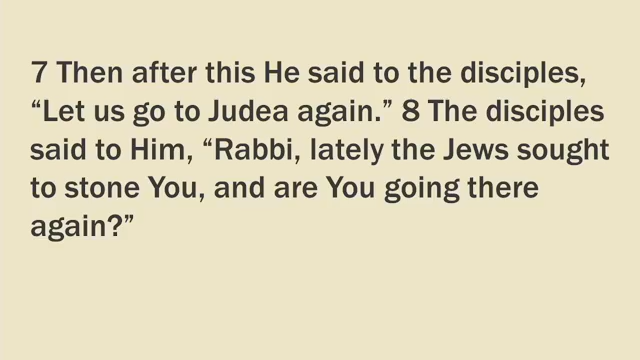 7 Then after this He said to the disciples,
“Let us go to Judea again.” 8 The disciples
said to Him, “Rabbi, lately the Jews sought
to stone You, and are You going there
again?”